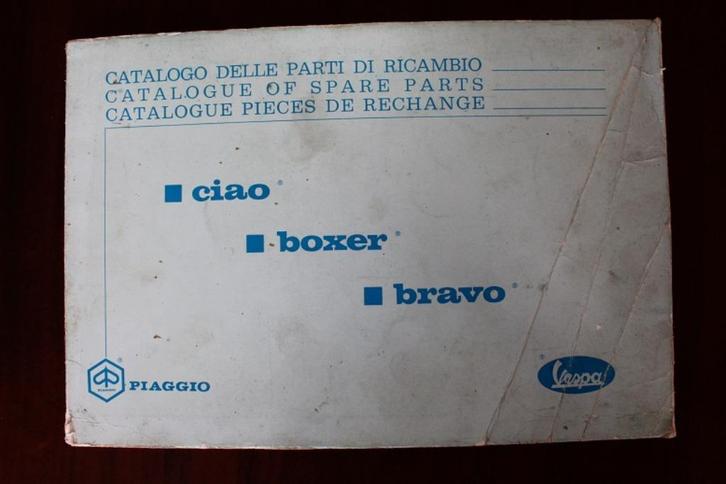 CATALOGO DELLE PARTI DI RICAMBIO
CATALOGUE OF SPARE PARTS
CATALOGUE PIECES DE RECHANGE
ciao®
boxer®
bravo®
PIAGGIO
Vespa